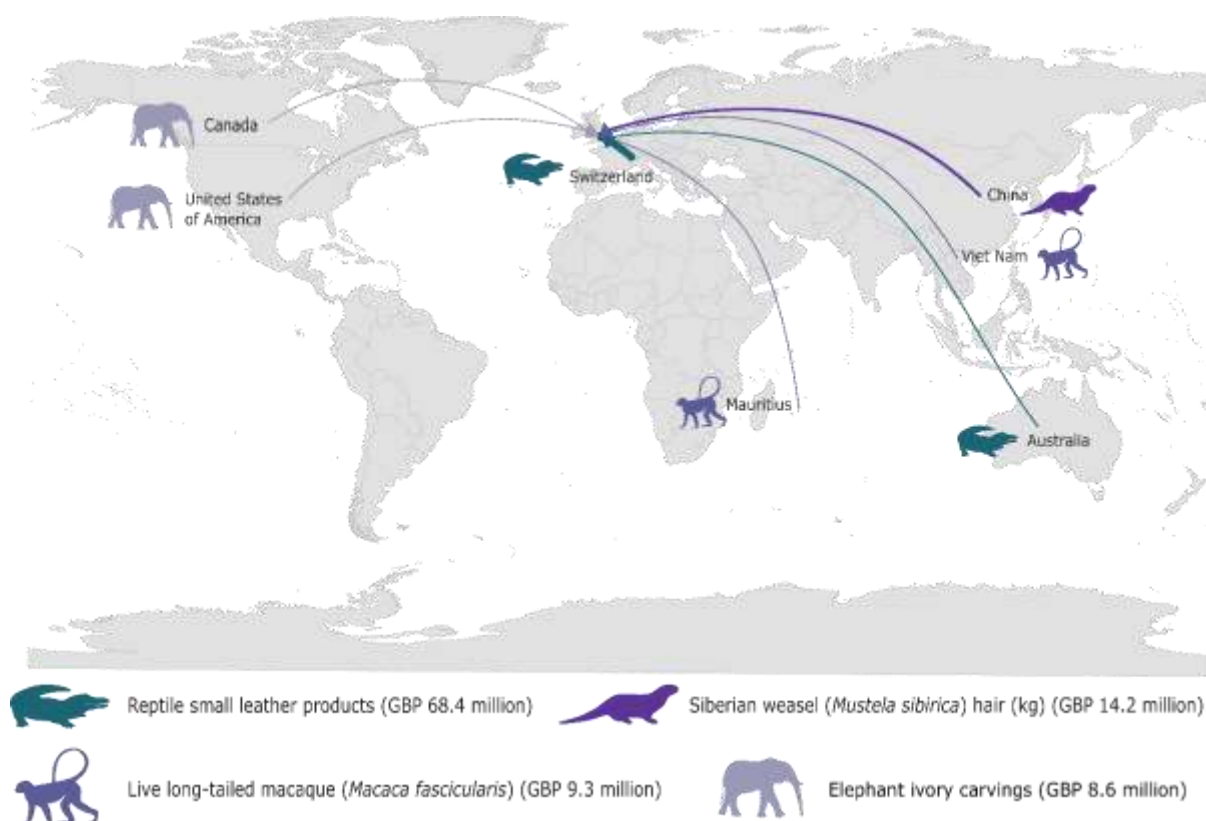 Canada
United States
of America
Switzerland
China
Viet Nam
Mauritius
Australia
Reptile small leather products (GBP 68.4 million)
Siberian weasel (Mustela sibirica) hair (kg) (GBP 14.2 million)
Live long-tailed macaque (Macaca fascicularis) (GBP 9.3 million)
Elephant ivory carvings (GBP 8.6 million)